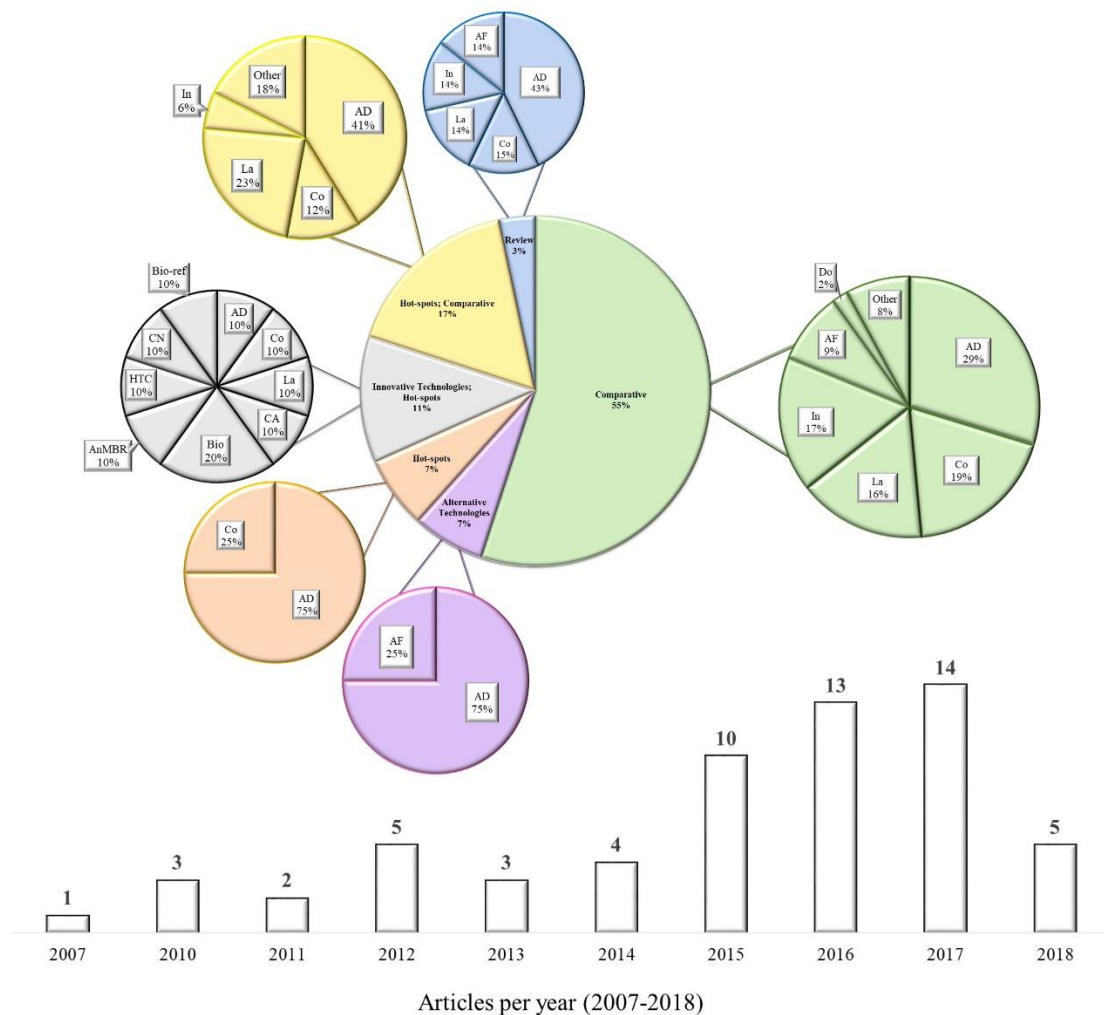 AF
14%
In
14%
AD
43%
La
14%
Co
15%
Other
18%
In
6%
AD
41%
La
23%
Co
12%
Review
3%
Hot-spots; Comparative
17%
Innovative Technologies;
Hot-spots
11%
Hot-spots
7%
Alternative
Technologies
7%
Comparative
55%
Bio-ref
10%
AD
10%
CN
10%
Co
10%
HTC
10%
La
10%
CA
10%
AnMBR
10%
Bio
20%
Do
2%
Other
8%
AF
9%
AD
29%
In
17%
La
16%
Co
19%
Co
25%
AD
75%
AF
25%
AD
75%
1
3
2
5
3
4
10
13
14
5
2007
2010
2011
2012
2013
2014
2015
2016
2017
2018
Articles per year (2007-2018)